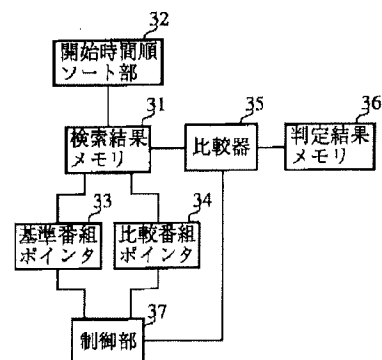 32
開始時間順
ソート部
31
35
36
検索結果
メモリ
比較器
判定結果
メモリ
33
34
基準番組
ポインタ
比較番組
ポインタ
37
制御部